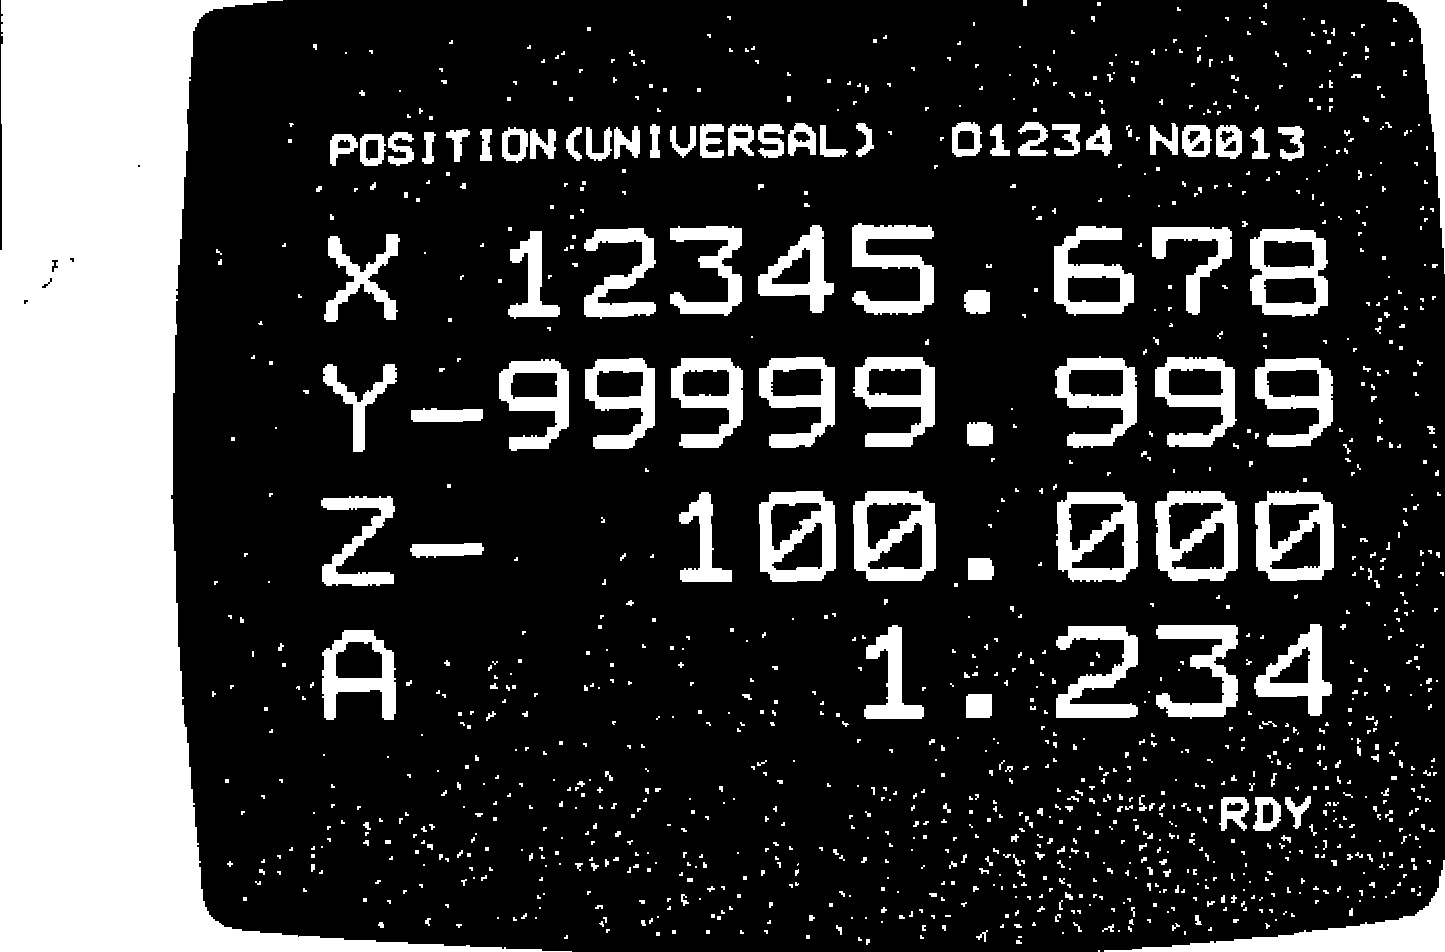 POSITION(UNIVERSAL) O1234 N0013
X 12345.678
Y-99999.999
Z- 100.000
A 1.234
RDY